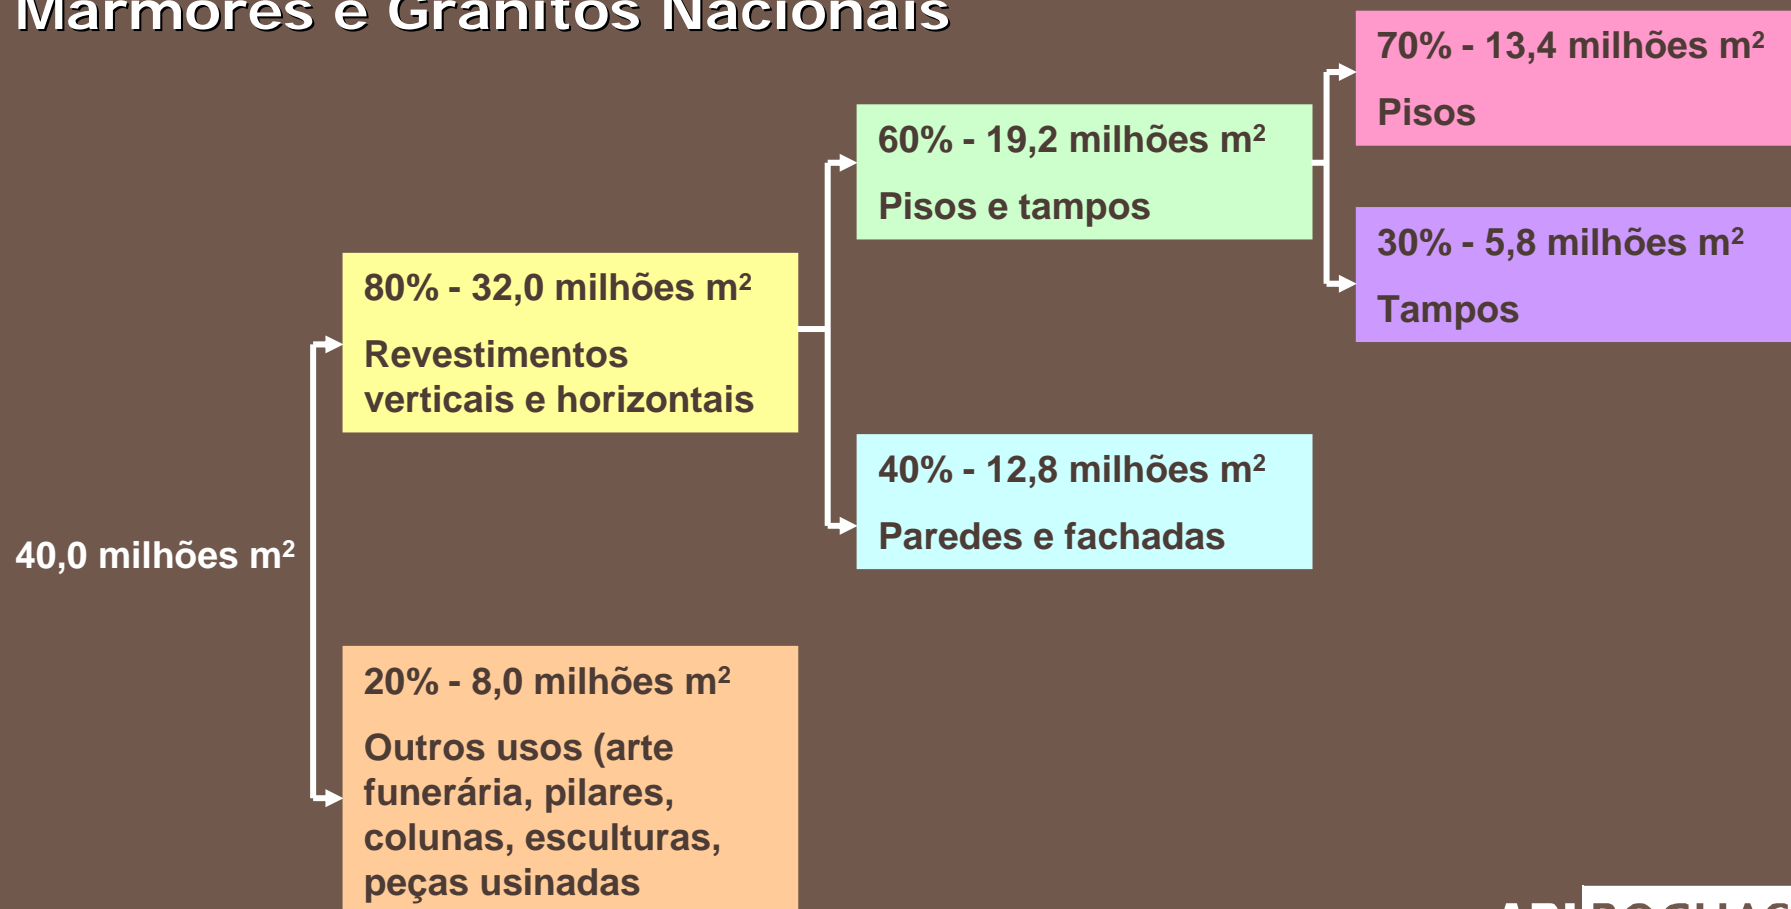 Mármores e Granitos Nacionais
70% - 13,4 milhões m²
Pisos
60% - 19,2 milhões m²
Pisos e tampos
30% - 5,8 milhões m²
Tampos
80% - 32,0 milhões m²
Revestimentos
verticais e horizontais
40% - 12,8 milhões m²
Paredes e fachadas
40,0 milhões m²
20% - 8,0 milhões m²
Outros usos (arte
funerária, pilares,
colunas, esculturas,
peças usinadas